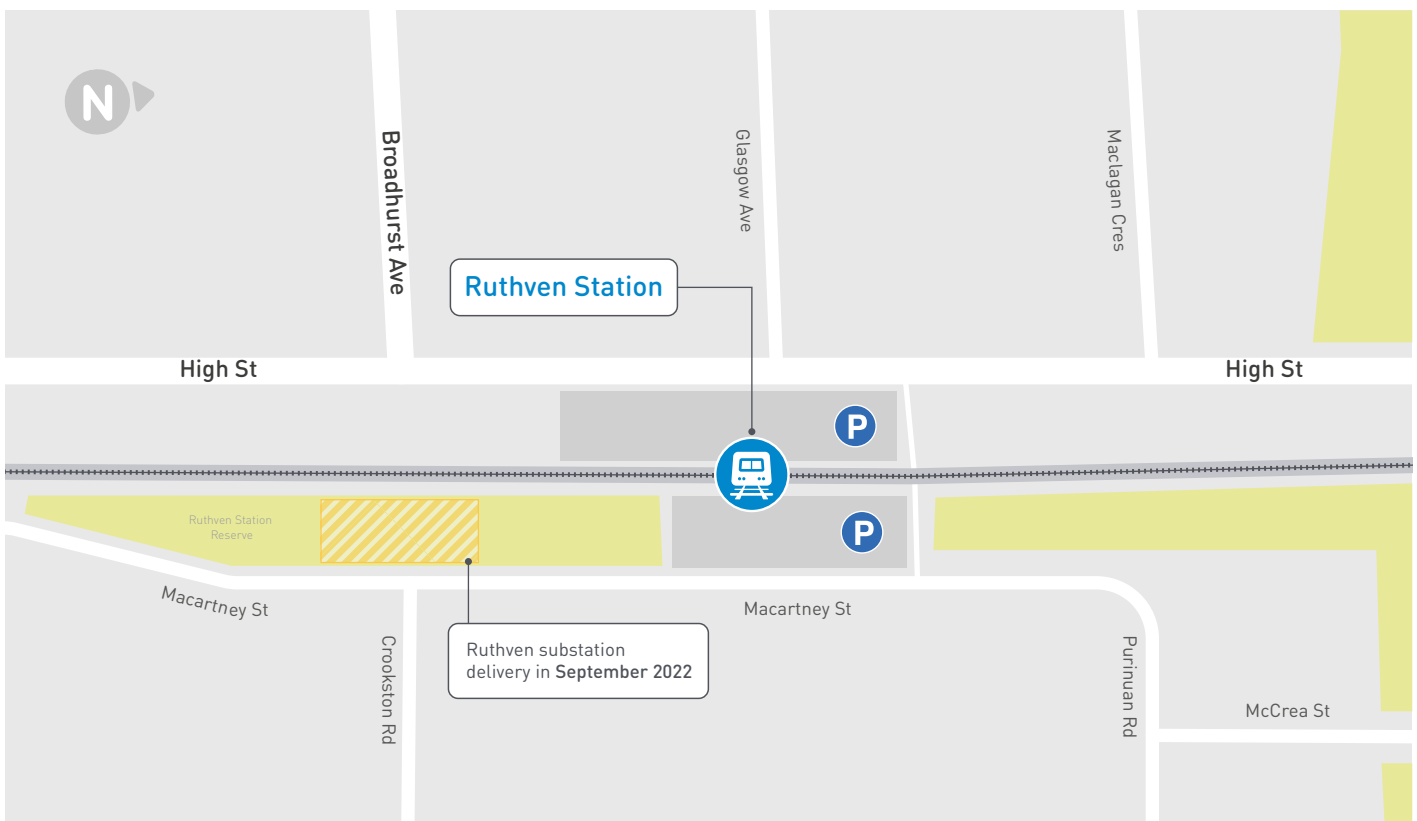 N
Broadhurst Ave
Glasgow Ave
Maclagan Cres
Ruthven Station
High St
High St
P
P
Ruthven Station
Reserve
Macartney St
Macartney St
Crookston Rd
Ruthven substation
delivery in September 2022
Purinuan Rd
McCrea St